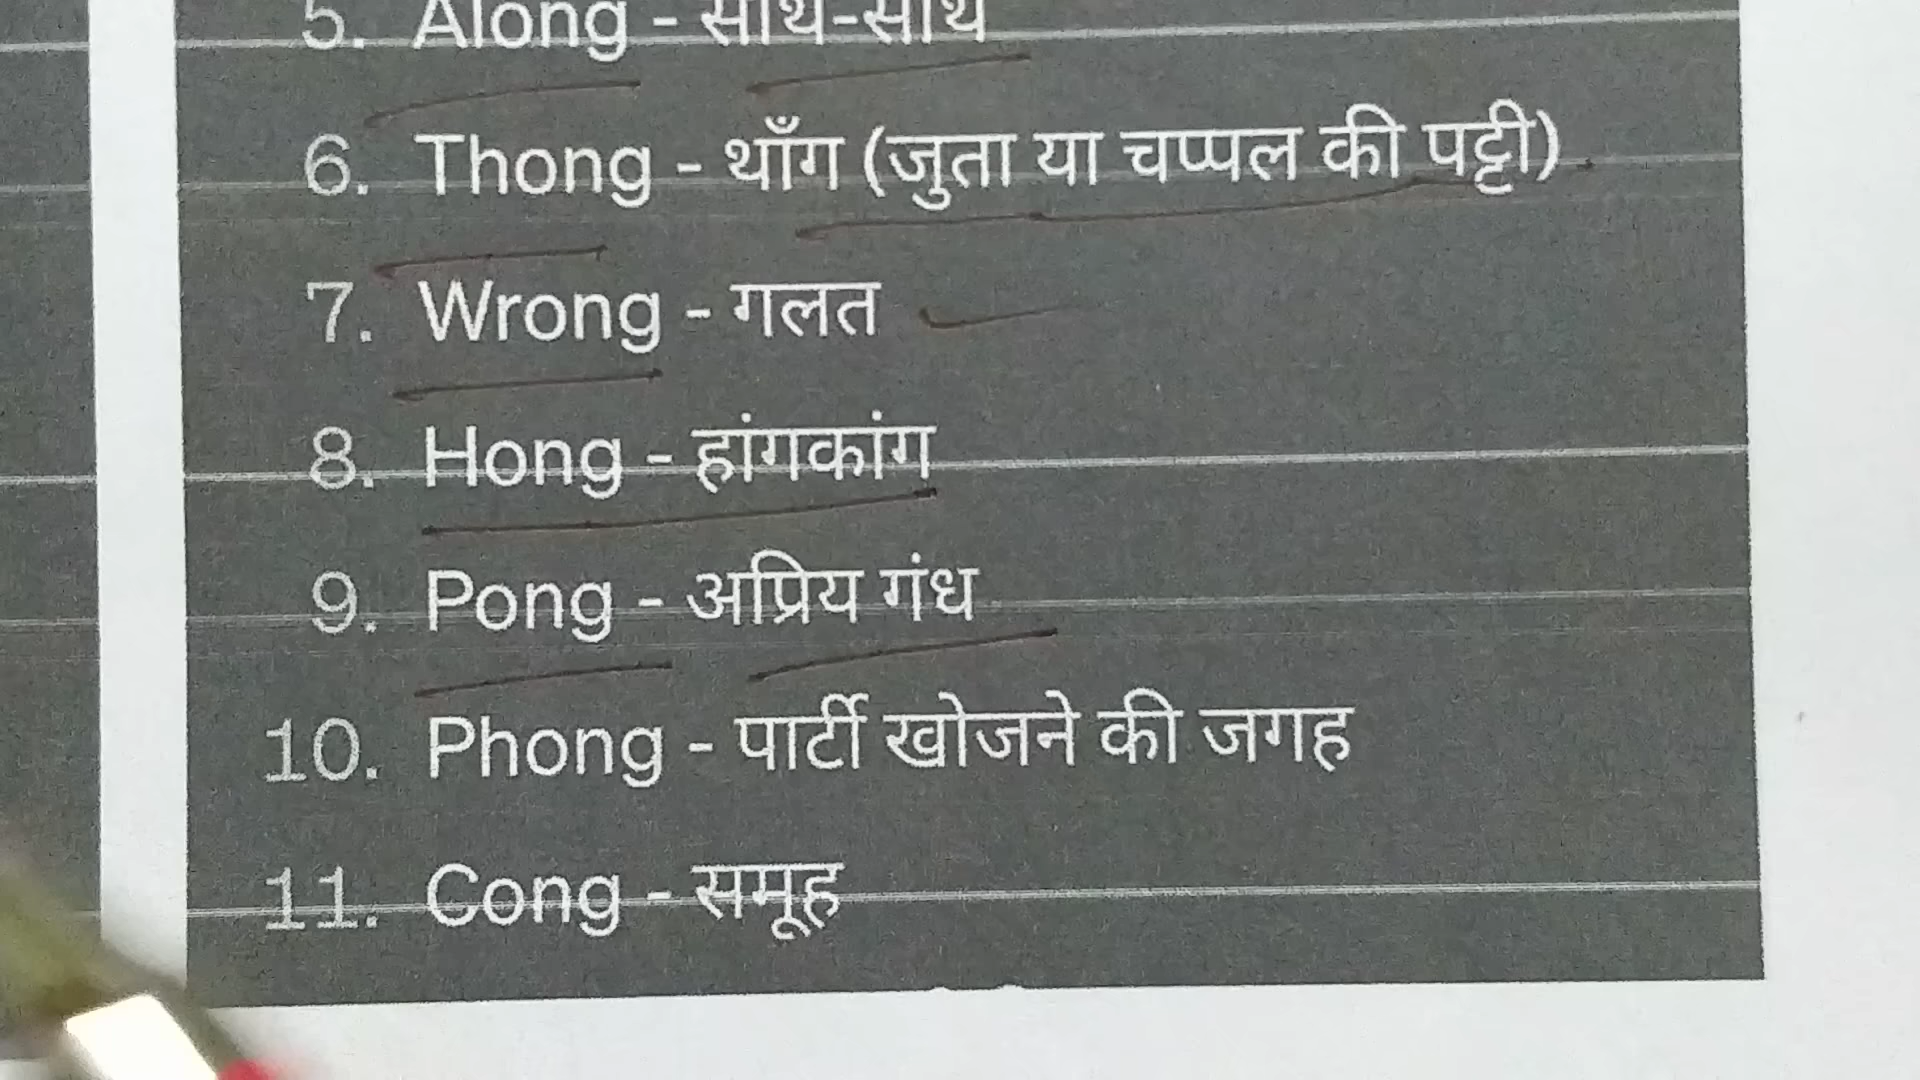 5. Along - साथ-साथ
6. Thong - थाँग (जुता या चप्पल की पट्टी)
7. Wrong - गलत
8. Hong - हांगकांग
9. Pong - अप्रिय गंध
10. Phong - पार्टी खोजने की जगह
11. Cong - समूह